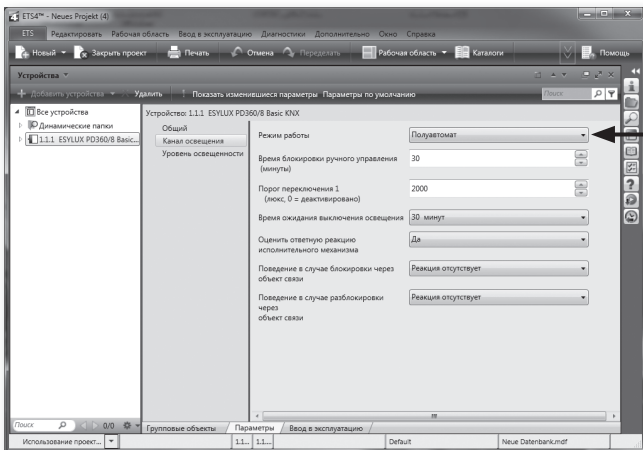 ETS4™ - Neues Projekt (4)
ETS Редактировать Рабочая область Ввод в эксплуатацию Диагностики Дополнительно Окно Справка
Новый Закрыть проект Печать Отмена Переделать Рабочая область Каталоги Помощь
Устройства
Добавить устройства Удалить Показать изменившиеся параметры Параметры по умолчанию Поиск
Все устройства
Динамические папки
1.1.1 ESYLUX PD360/8 Basic...
Устройство: 1.1.1 ESYLUX PD360/8 Basic KNX
Общий
Канал освещения
Уровень освещенности
Режим работы Полуавтомат
Время блокировки ручного управления 30
(минуты)
Порог переключения 1 2000
(люкс, 0 = деактивировано)
Время ожидания выключения освещения 30 минут
Оценить ответную реакцию Да
исполнительного механизма
Поведение в случае блокировки через Реакция отсутствует
объект связи
Поведение в случае разблокировки Реакция отсутствует
через
объект связи
Поиск 0/0
Групповые объекты Параметры Ввод в эксплуатацию
Использование проект... 1.1... 1.1... Default Neue Datenbank.mdf